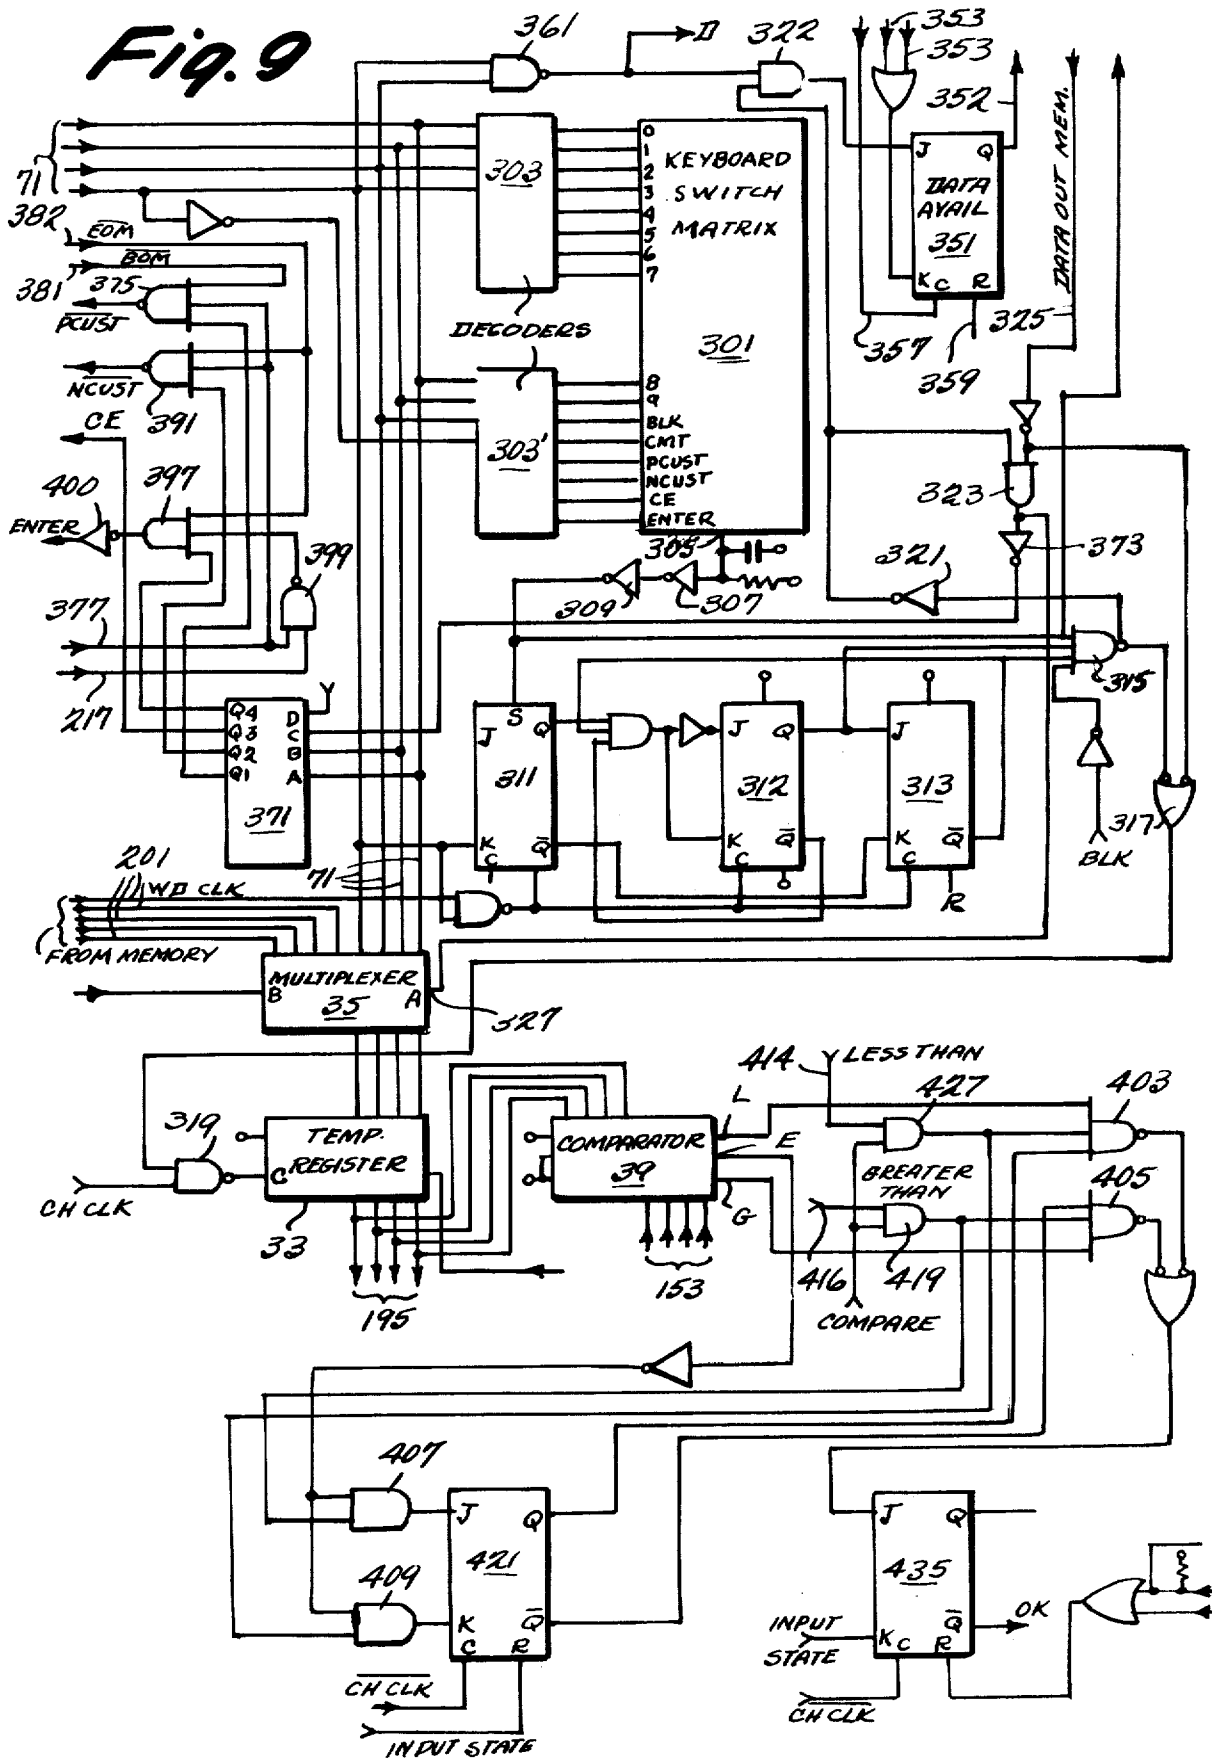 Fig. 9
361
D
322
353
353
352
DATA OUT MEM.
71
303
0
1
2
3
4
5
6
7
KEYBOARD
SWITCH
MATRIX
301
J Q
DATA
AVAIL
351
K C R
325
357
359
382
EOM
BOM
381
375
PCUST
NCUST
391
CE
DECODERS
303'
8
9
BLK
CMT
PCUST
NCUST
CE
ENTER
305
323
373
321
400
397
ENTER
399
309
307
377
217
315
Q4 D
Q3 C
Q2 B
Q1 A
371
S
J Q
311
K C Q
J Q
312
K C Q
J
313
K C Q
R
317
BLK
201
71
WD CLK
FROM MEMORY
MULTIPLEXER
B 35 A
327
414
LESS THAN
427
403
L
319
TEMP.
REGISTER
C
COMPARATOR
39
E
G
GREATER
THAN
405
CH CLK
33
195
153
416
419
COMPARE
407
J Q
421
K C R Q
409
CH CLK
INPUT STATE
J Q
435
K C R Q
INPUT
STATE
OK
CH CLK